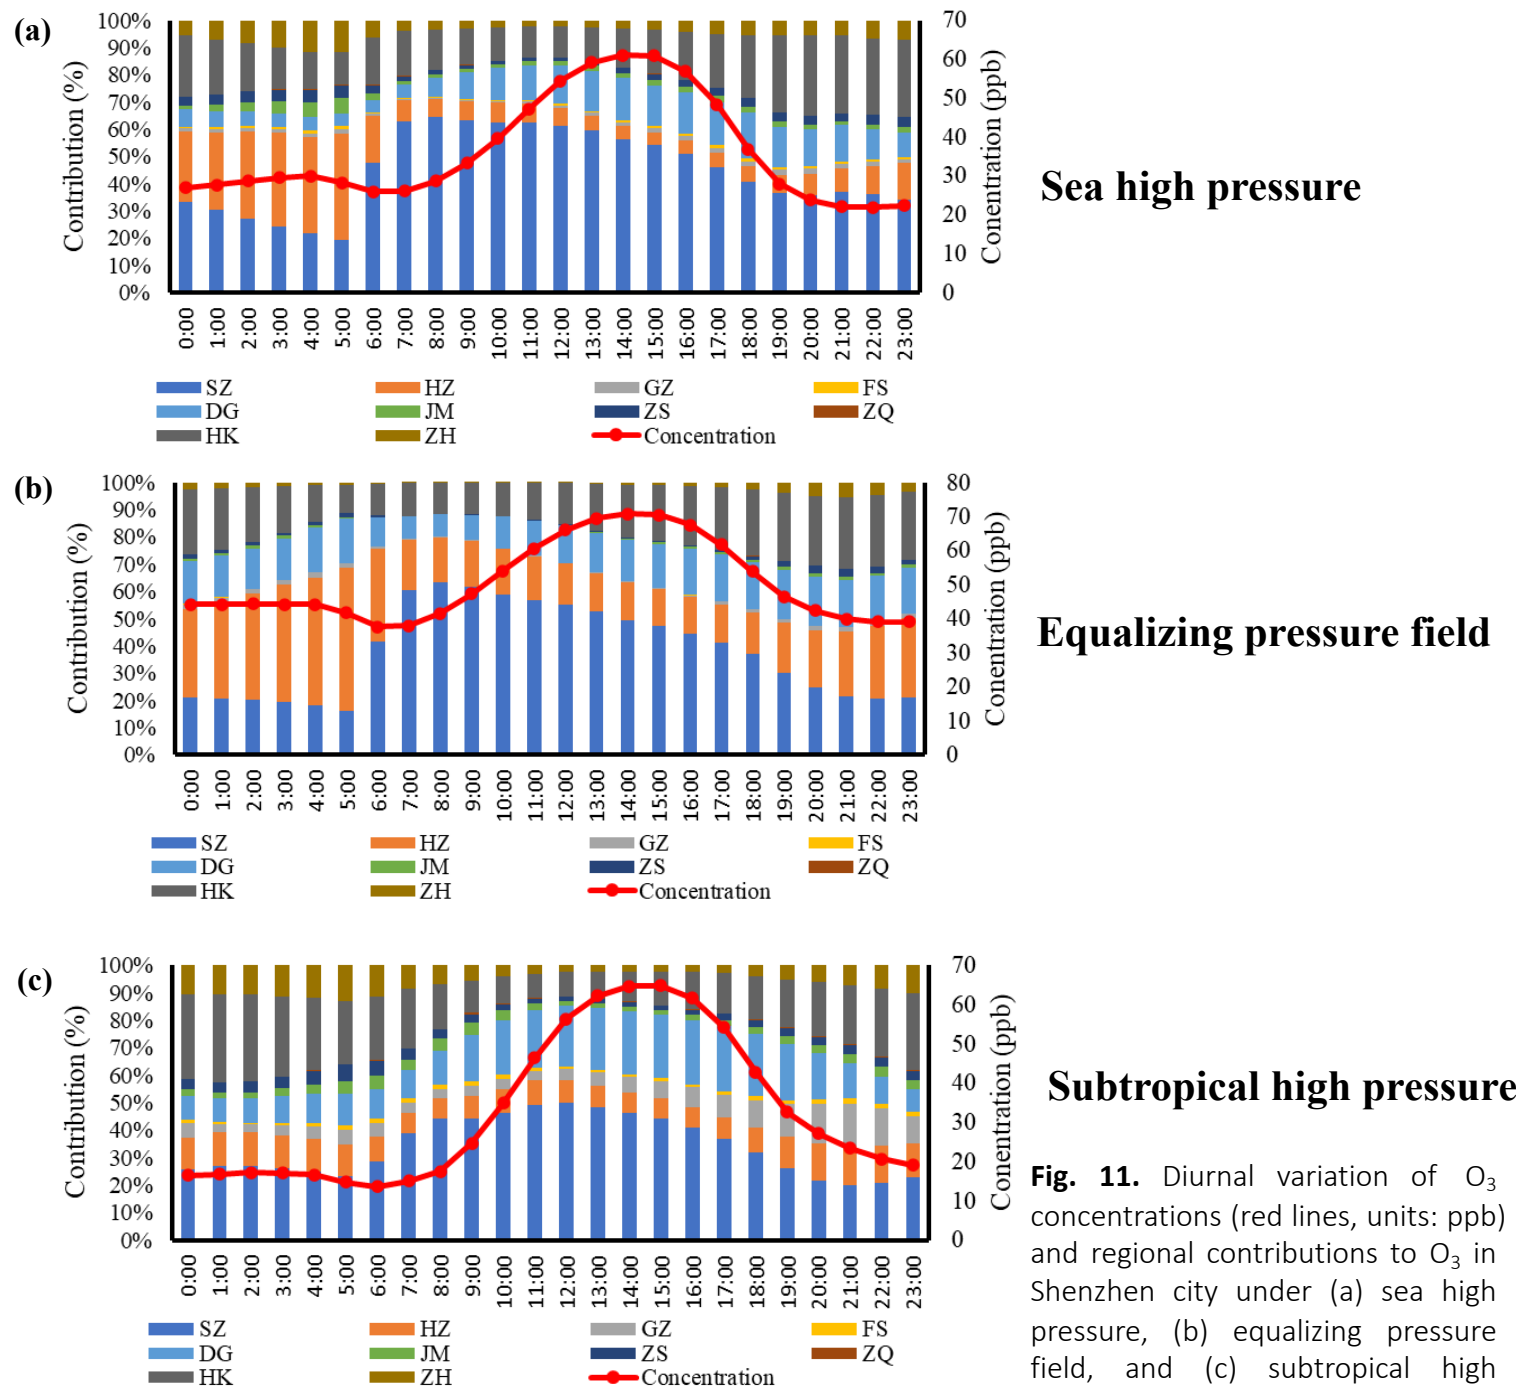 (a)
100%
90%
80%
70%
60%
50%
40%
30%
20%
10%
0%
Contribution (%)
70
60
50
40
30
20
10
0
Conentration (ppb)
0:00 1:00 2:00 3:00 4:00 5:00 6:00 7:00 8:00 9:00 10:00 11:00 12:00 13:00 14:00 15:00 16:00 17:00 18:00 19:00 20:00 21:00 22:00 23:00
SZ HZ GZ FS
DG JM ZS ZQ
HK ZH Concentration
Sea high pressure
(b)
100%
90%
80%
70%
60%
50%
40%
30%
20%
10%
0%
Contribution (%)
80
70
60
50
40
30
20
10
0
Conentration (ppb)
0:00 1:00 2:00 3:00 4:00 5:00 6:00 7:00 8:00 9:00 10:00 11:00 12:00 13:00 14:00 15:00 16:00 17:00 18:00 19:00 20:00 21:00 22:00 23:00
SZ HZ GZ FS
DG JM ZS ZQ
HK ZH Concentration
Equalizing pressure field
(c)
100%
90%
80%
70%
60%
50%
40%
30%
20%
10%
0%
Contribution (%)
70
60
50
40
30
20
10
0
Conentration (ppb)
0:00 1:00 2:00 3:00 4:00 5:00 6:00 7:00 8:00 9:00 10:00 11:00 12:00 13:00 14:00 15:00 16:00 17:00 18:00 19:00 20:00 21:00 22:00 23:00
SZ HZ GZ FS
DG JM ZS ZQ
HK ZH Concentration
Subtropical high pressure
Fig. 11. Diurnal variation of O₃
concentrations (red lines, units: ppb)
and regional contributions to O₃ in
Shenzhen city under (a) sea high
pressure, (b) equalizing pressure
field, and (c) subtropical high